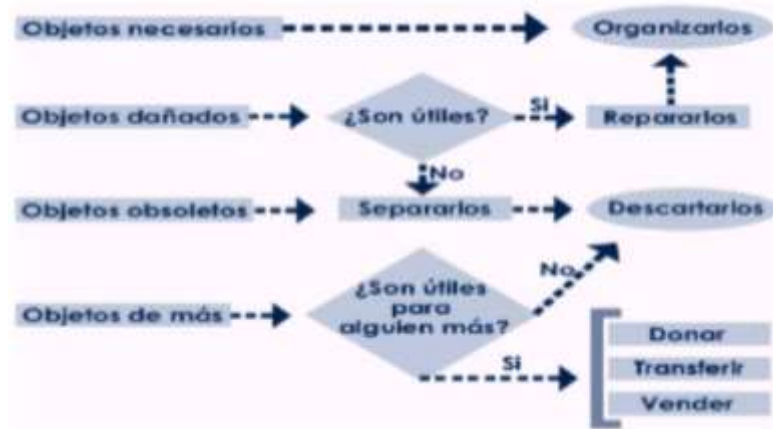 Objetos necesarios
Organizarlos
Objetos dañados
¿Son útiles?
Si
Repararlos
No
Objetos obsoletos
Separarlos
Descartarlos
Objetos de más
¿Son útiles
para
alguien más?
No
Si
Donar
Transferir
Vender